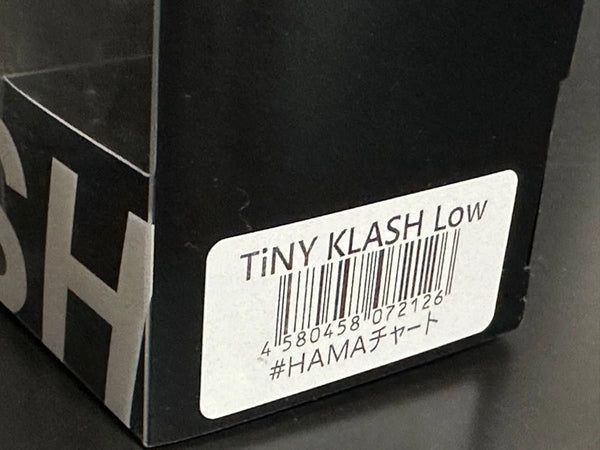 SH
TiNY KLASH Low
4 580458 072126
#HAMAチャート